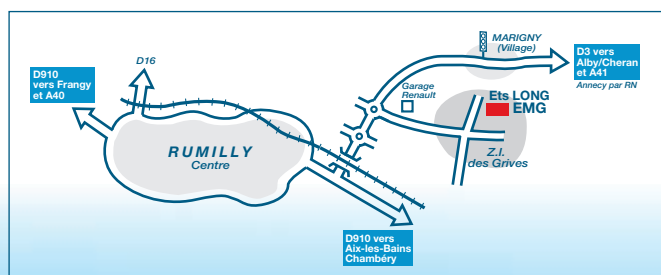 D910
vers Frangy
et A40
D16
MARIGNY
(Village)
D3 vers
Alby/Cheran
et A41
Annecy par RN
Garage
Renault
Ets LONG
EMG
RUMILLY
Centre
Z.I.
des Grives
D910 vers
Aix-les-Bains
Chambéry